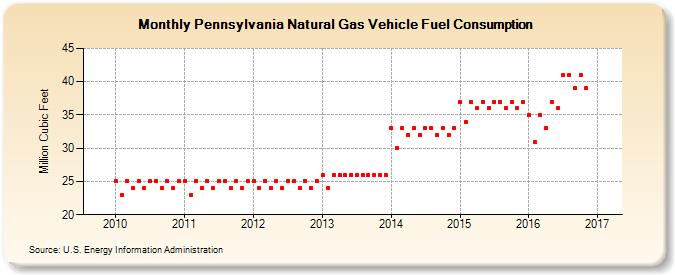 Monthly Pennsylvania Natural Gas Vehicle Fuel Consumption
Million Cubic Feet
45
40
35
30
25
20
2010 2011 2012 2013 2014 2015 2016 2017
Source: U.S. Energy Information Administration